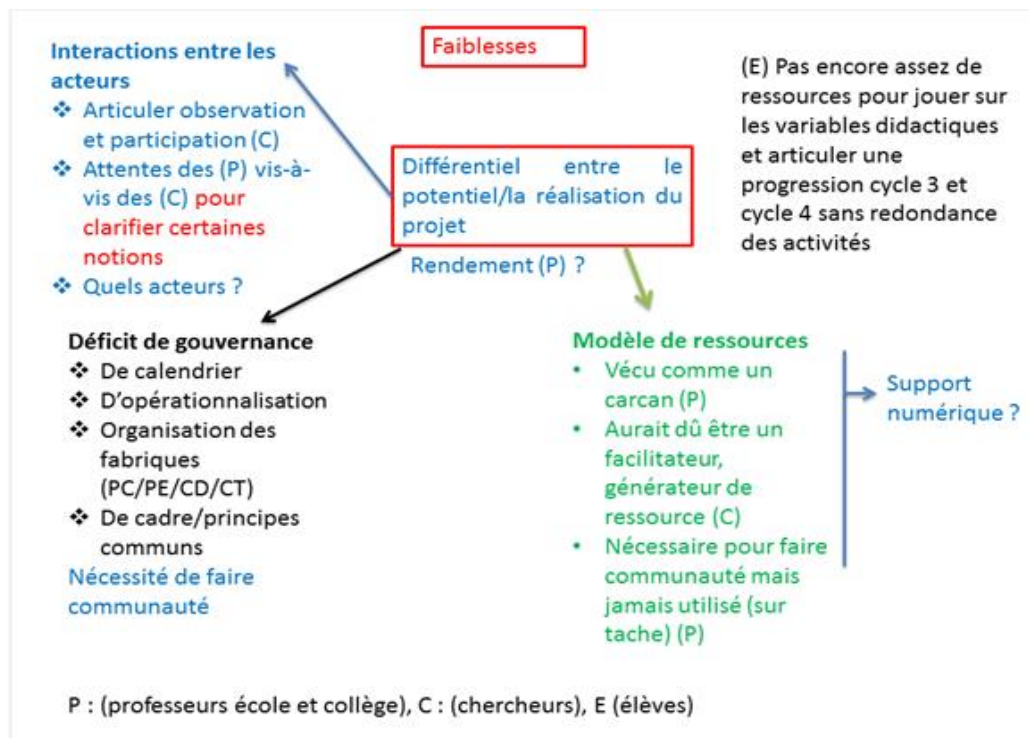 Faiblesses
Interactions entre les
acteurs
❖ Articuler observation
et participation (C)
❖ Attentes des (P) vis-à-
vis des (C) pour
clarifier certaines
notions
❖ Quels acteurs ?
Différentiel entre le
potentiel/la réalisation du
projet
Rendement (P) ?
(E) Pas encore assez de
ressources pour jouer sur
les variables didactiques
et articuler une
progression cycle 3 et
cycle 4 sans redondance
des activités
Déficit de gouvernance
❖ De calendrier
❖ D’opérationnalisation
❖ Organisation des
fabriques
(PC/PE/CD/CT)
❖ De cadre/principes
communs
Nécessité de faire
communauté
Modèle de ressources
• Vécu comme un
carcan (P)
• Aurait dû être un
facilitateur,
générateur de
ressource (C)
• Nécessaire pour faire
communauté mais
jamais utilisé (sur
tache) (P)
Support
numérique ?
P : (professeurs école et collège), C : (chercheurs), E (élèves)